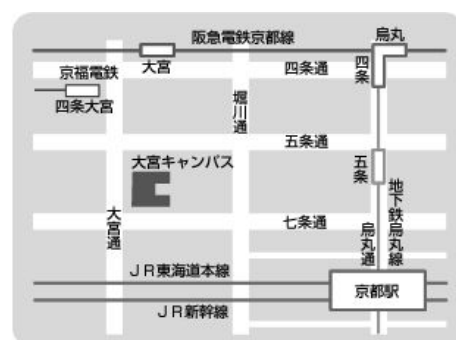 阪急電鉄京都線
烏丸
大宮
四条
四条通
京福電鉄
四条大宮
堀川通
五条通
五条
大宮キャンパス
地下鉄烏丸線
烏丸通
大宮通
七条通
JR東海道本線
京都駅
JR新幹線